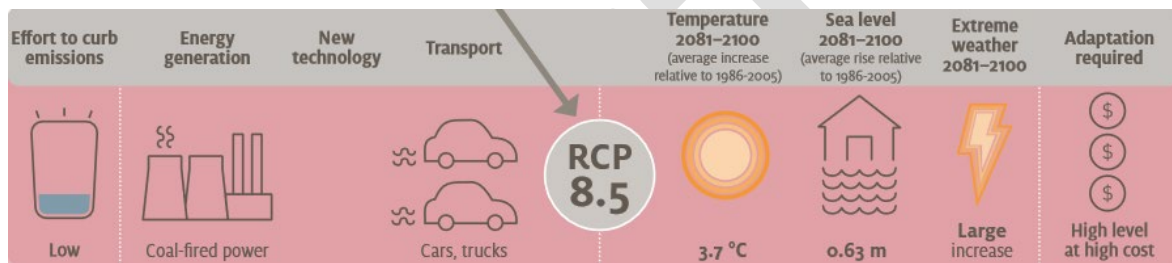 Effort to curb
emissions
Energy
generation
New
technology
Transport
Temperature
2081–2100
(average increase
relative to 1986-2005)
Sea level
2081–2100
(average rise relative
to 1986-2005)
Extreme
weather
2081–2100
Adaptation
required
RCP
8.5
$
$
$
Low
Coal-fired power
Cars, trucks
3.7 °C
0.63 m
Large
increase
High level
at high cost